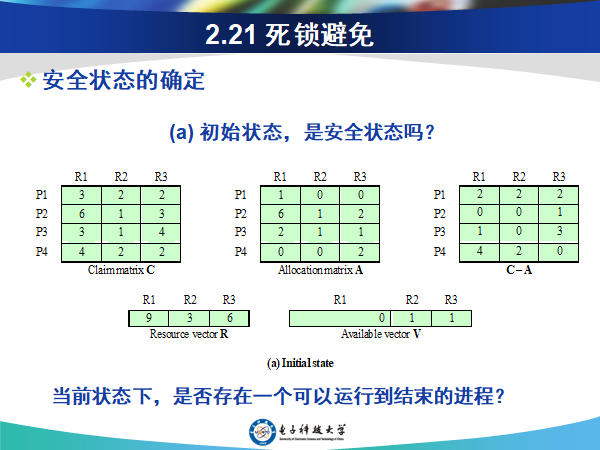 2.21 死锁避免
安全状态的确定
(a) 初始状态，是安全状态吗？
R1 R2 R3
P1 3 2 2
P2 6 1 3
P3 3 1 4
P4 4 2 2
Claim matrix C
R1 R2 R3
P1 1 0 0
P2 6 1 2
P3 2 1 1
P4 0 0 2
Allocation matrix A
R1 R2 R3
P1 2 2 2
P2 0 0 1
P3 1 0 3
P4 4 2 0
C – A
R1 R2 R3
9 3 6
Resource vector R
R1 R2 R3
0 1 1
Available vector V
(a) Initial state
当前状态下，是否存在一个可以运行到结束的进程？
电子科技大学
University of Electronic Science and Technology of China